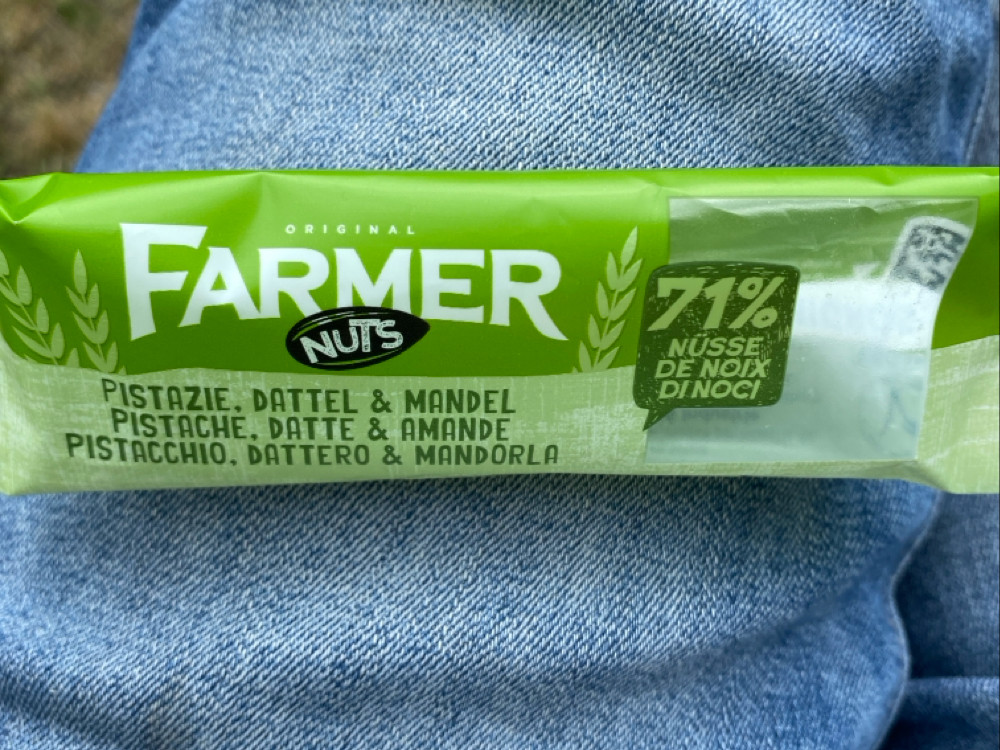 ORIGINAL
FARMER
NUTS
PISTAZIE, DATTEL & MANDEL
PISTACHE, DATTE & AMANDE
PISTACCHIO, DATTERO & MANDORLA
71%
NÜSSE
DE NOIX
DI NOCI